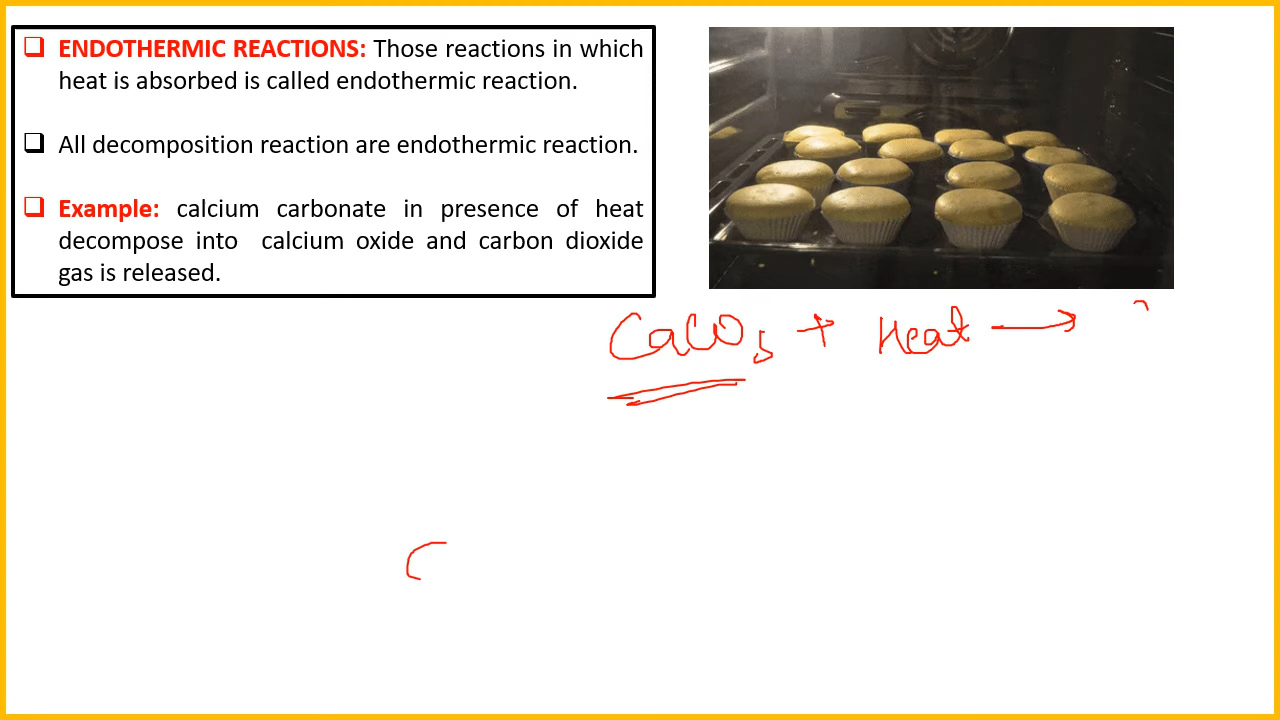 ❑ ENDOTHERMIC REACTIONS: Those reactions in which
heat is absorbed is called endothermic reaction.
❑ All decomposition reaction are endothermic reaction.
❑ Example: calcium carbonate in presence of heat
decompose into calcium oxide and carbon dioxide
gas is released.
CaCO3 + Heat →